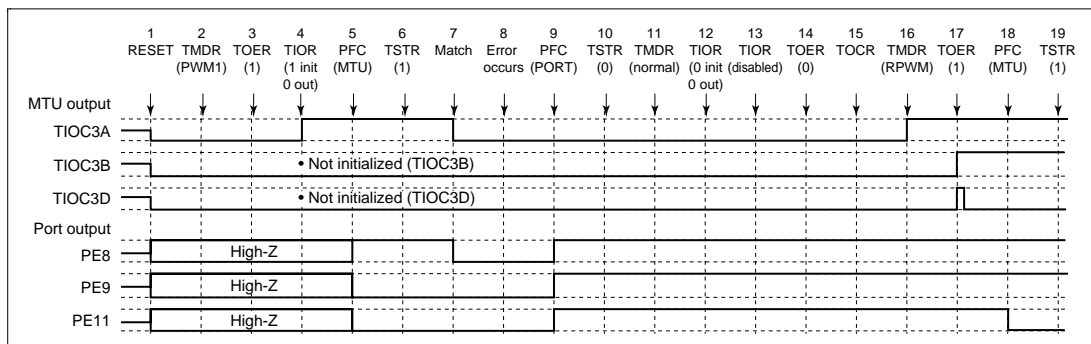 1 2 3 4 5 6 7 8 9 10 11 12 13 14 15 16 17 18 19
RESET TMDR TOER TIOR PFC TSTR Match Error PFC TSTR TMDR TIOR TIOR TOER TOCR TMDR TOER PFC TSTR
(PWM1) (1) (1 init (MTU) (1) occurs (PORT) (0) (normal) (0 init (disabled) (0) (RPWM) (1) (MTU) (1)
0 out) 0 out)
MTU output
TIOC3A
TIOC3B • Not initialized (TIOC3B)
TIOC3D • Not initialized (TIOC3D)
Port output
PE8 High-Z
PE9 High-Z
PE11 High-Z